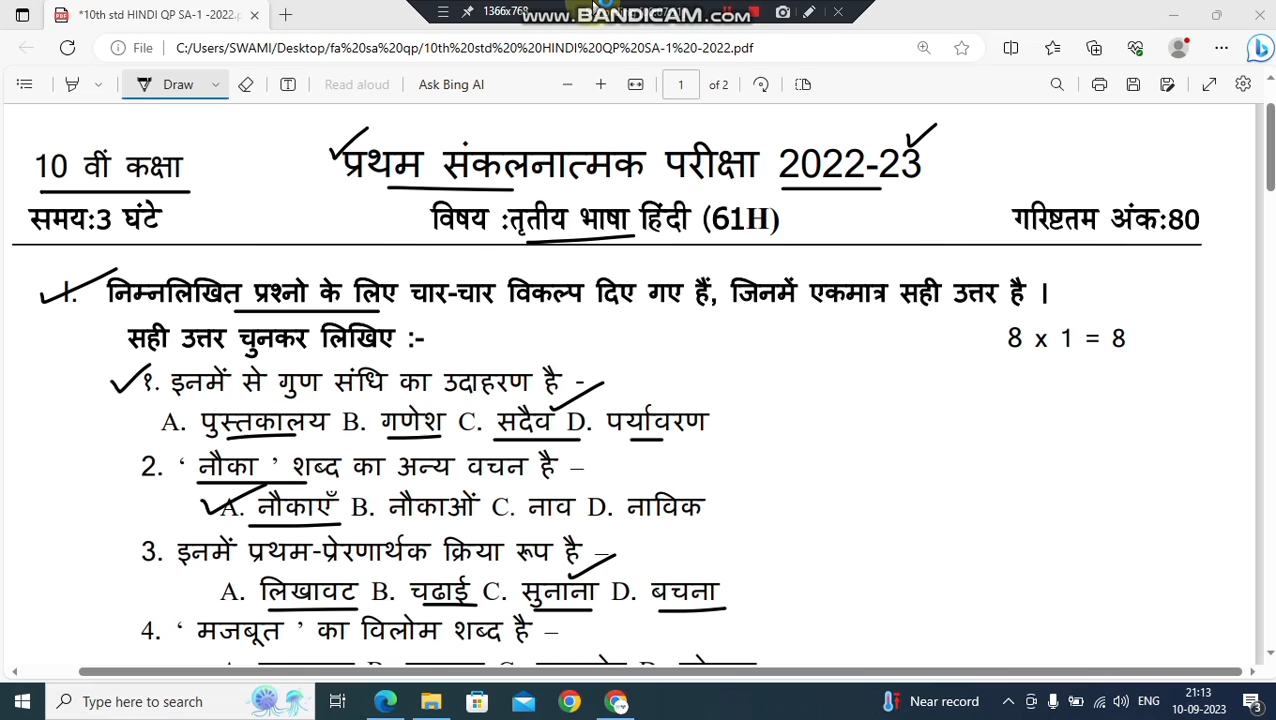 *10th std HINDI QP SA-1 -2022.p
1366x768
www.BANDICAM.com
File C:/Users/SWAMI/Desktop/fa%20sa%20qp/10th%20std%20%20HINDI%20QP%20SA-1%20-2022.pdf
Draw Read aloud Ask Bing AI 1 of 2
10 वीं कक्षा प्रथम संकलनात्मक परीक्षा 2022-23
समय:3 घंटे विषय :तृतीय भाषा हिंदी (61H) गरिष्टतम अंक:80
I. निम्नलिखित प्रश्नो के लिए चार-चार विकल्प दिए गए हैं, जिनमें एकमात्र सही उत्तर है ।
सही उत्तर चुनकर लिखिए :- 8 x 1 = 8
१. इनमें से गुण संधि का उदाहरण है -
A. पुस्तकालय B. गणेश C. सदैव D. पर्यावरण
2. ‘ नौका ’ शब्द का अन्य वचन है –
A. नौकाएँ B. नौकाओं C. नाव D. नाविक
3. इनमें प्रथम-प्रेरणार्थक क्रिया रूप है –
A. लिखावट B. चढाई C. सुनाना D. बचना
4. ‘ मजबूत ’ का विलोम शब्द है –
Type here to search Near record ENG 21:13
10-09-2023 3